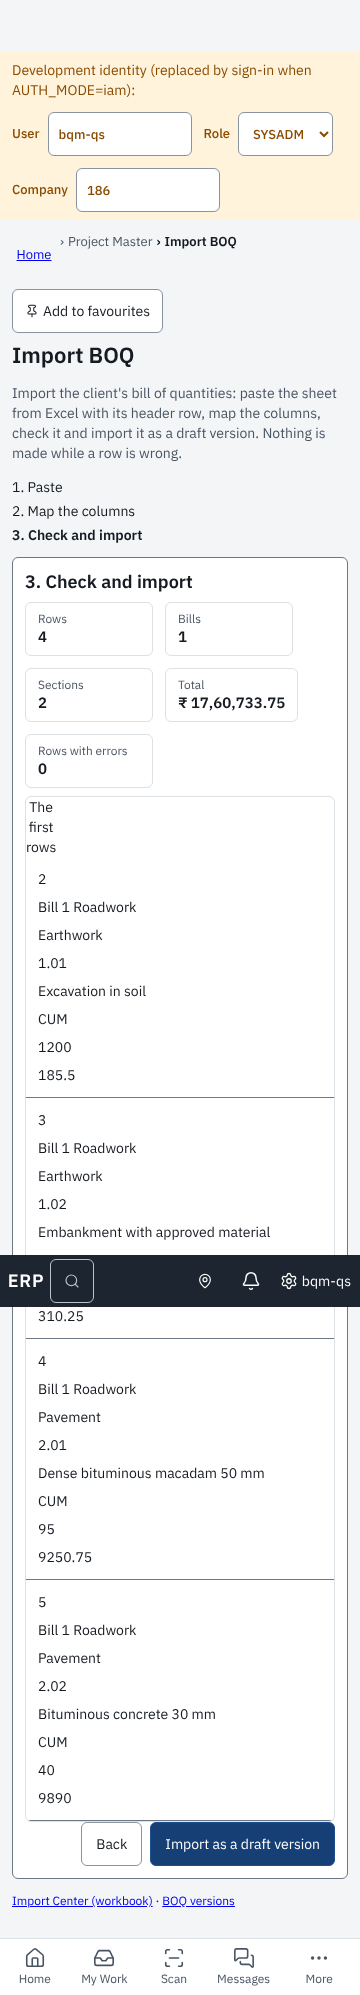 Development identity (replaced by sign-in when
AUTH_MODE=iam):
User bqm-qs Role SYSADM
Company 186
Home › Project Master › Import BOQ
Add to favourites
Import BOQ
Import the client's bill of quantities: paste the sheet
from Excel with its header row, map the columns,
check it and import it as a draft version. Nothing is
made while a row is wrong.
1. Paste
2. Map the columns
3. Check and import
3. Check and import
Rows
4
Bills
1
Sections
2
Total
₹ 17,60,733.75
Rows with errors
0
The
first
rows
2
Bill 1 Roadwork
Earthwork
1.01
Excavation in soil
CUM
1200
185.5
3
Bill 1 Roadwork
Earthwork
1.02
Embankment with approved material
ERP bqm-qs
310.25
4
Bill 1 Roadwork
Pavement
2.01
Dense bituminous macadam 50 mm
CUM
95
9250.75
5
Bill 1 Roadwork
Pavement
2.02
Bituminous concrete 30 mm
CUM
40
9890
Back Import as a draft version
Import Center (workbook) · BOQ versions
Home My Work Scan Messages More